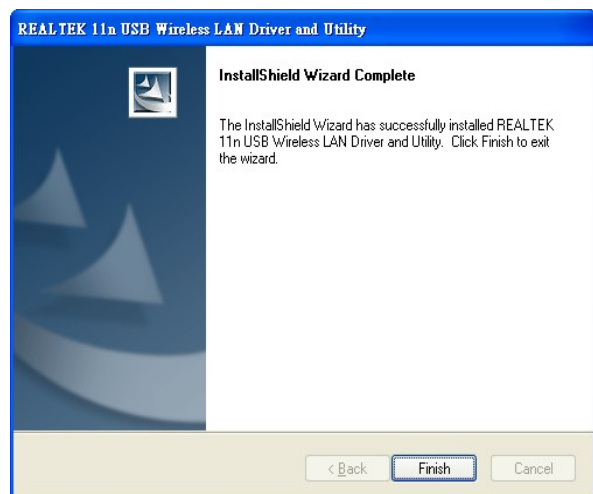 REALTEK 11n USB Wireless LAN Driver and Utility
InstallShield Wizard Complete
The InstallShield Wizard has successfully installed REALTEK
11n USB Wireless LAN Driver and Utility. Click Finish to exit
the wizard.
< Back
Finish
Cancel